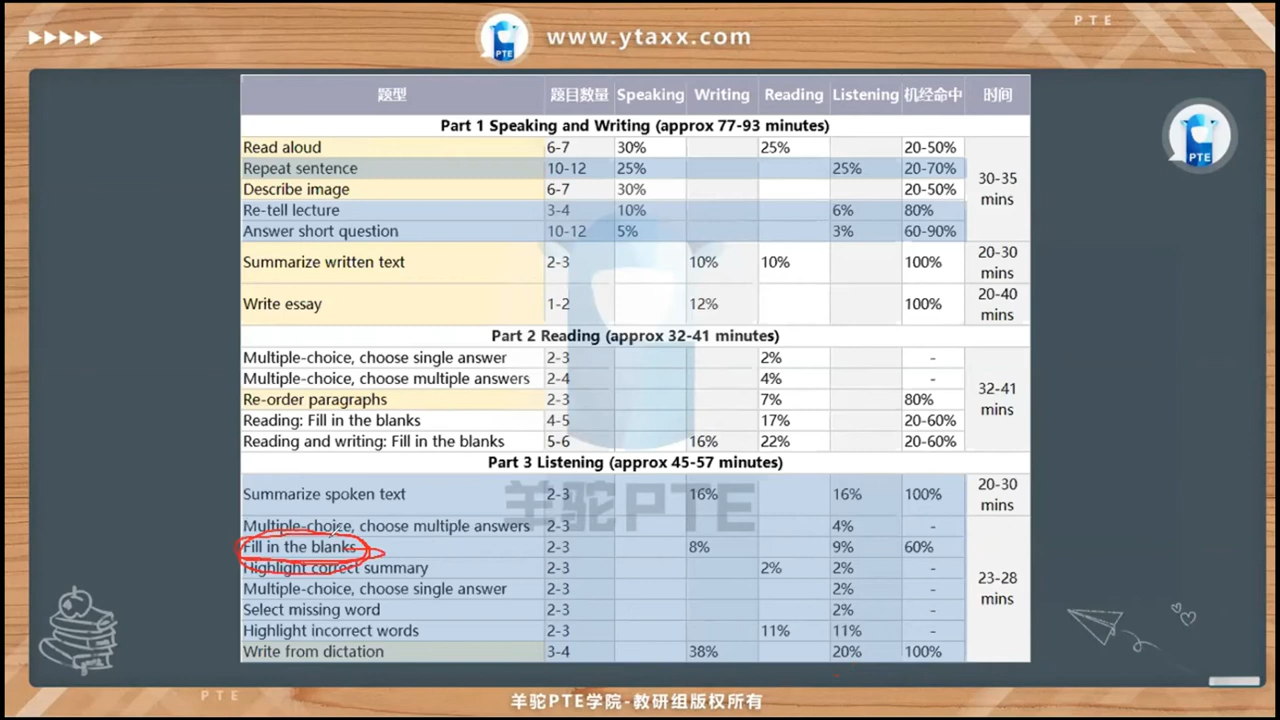 PTE
www.ytaxx.com
PTE
PTE
题型 题目数量 Speaking Writing Reading Listening 机经命中 时间
Part 1 Speaking and Writing (approx 77-93 minutes)
Read aloud 6-7 30% 25% 20-50%
Repeat sentence 10-12 25% 25% 20-70%
Describe image 6-7 30% 20-50%
Re-tell lecture 3-4 10% 6% 80%
Answer short question 10-12 5% 3% 60-90%
30-35
mins
Summarize written text 2-3 10% 10% 100% 20-30
mins
Write essay 1-2 12% 100% 20-40
mins
Part 2 Reading (approx 32-41 minutes)
Multiple-choice, choose single answer 2-3 2% -
Multiple-choice, choose multiple answers 2-4 4% -
Re-order paragraphs 2-3 7% 80%
Reading: Fill in the blanks 4-5 17% 20-60%
Reading and writing: Fill in the blanks 5-6 16% 22% 20-60%
32-41
mins
Part 3 Listening (approx 45-57 minutes)
Summarize spoken text 2-3 16% 16% 100% 20-30
mins
Multiple-choice, choose multiple answers 2-3 4% -
Fill in the blanks 2-3 8% 9% 60%
Highlight correct summary 2-3 2% 2% -
Multiple-choice, choose single answer 2-3 2% -
Select missing word 2-3 2% -
Highlight incorrect words 2-3 11% 11% -
Write from dictation 3-4 38% 20% 100%
23-28
mins
羊驼PTE
PTE
羊驼PTE学院-教研组版权所有